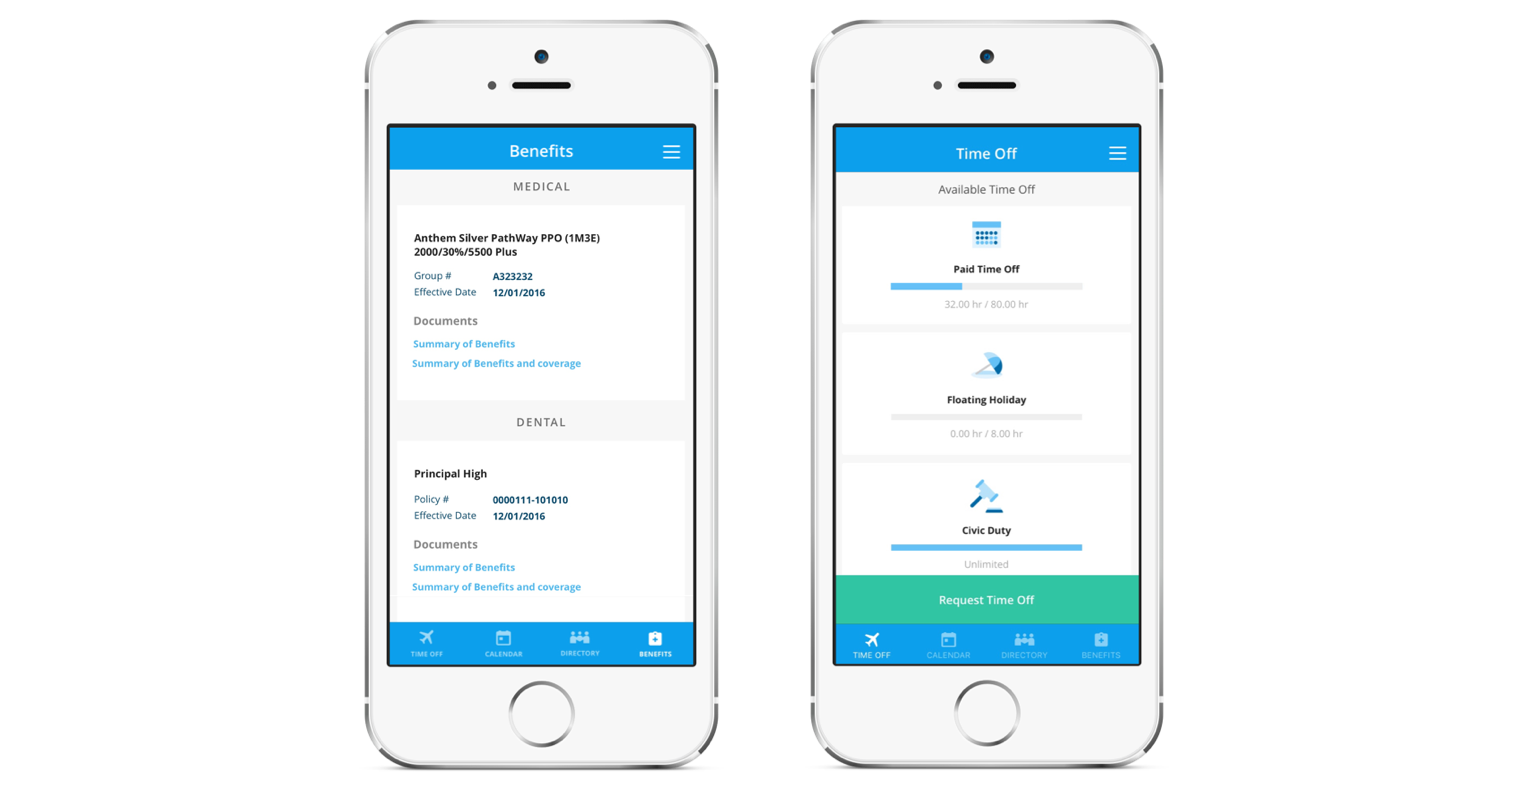 Benefits
MEDICAL
Anthem Silver PathWay PPO (1M3E)
2000/30%/5500 Plus
Group # A323232
Effective Date 12/01/2016
Documents
Summary of Benefits
Summary of Benefits and coverage
DENTAL
Principal High
Policy # 0000111-101010
Effective Date 12/01/2016
Documents
Summary of Benefits
Summary of Benefits and coverage
TIME OFF CALENDAR DIRECTORY BENEFITS
Time Off
Available Time Off
Paid Time Off
32.00 hr / 80.00 hr
Floating Holiday
0.00 hr / 8.00 hr
Civic Duty
Unlimited
Request Time Off
TIME OFF CALENDAR DIRECTORY BENEFITS